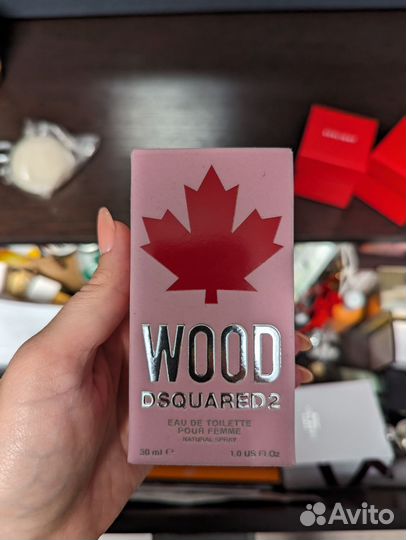 WOOD
DSQUARED2
EAU DE TOILETTE
POUR FEMME
NATURAL SPRAY
30 ml e 1.0 US Fl.Oz
Avito